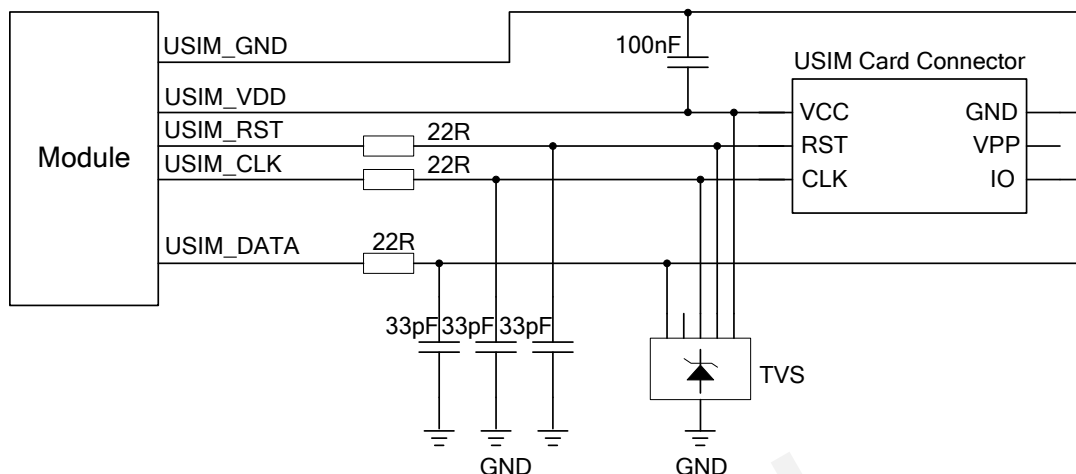 USIM_GND
100nF
USIM Card Connector
USIM_VDD
VCC GND
USIM_RST 22R
RST VPP
Module
USIM_CLK 22R
CLK IO
USIM_DATA 22R
33pF 33pF 33pF
TVS
GND GND